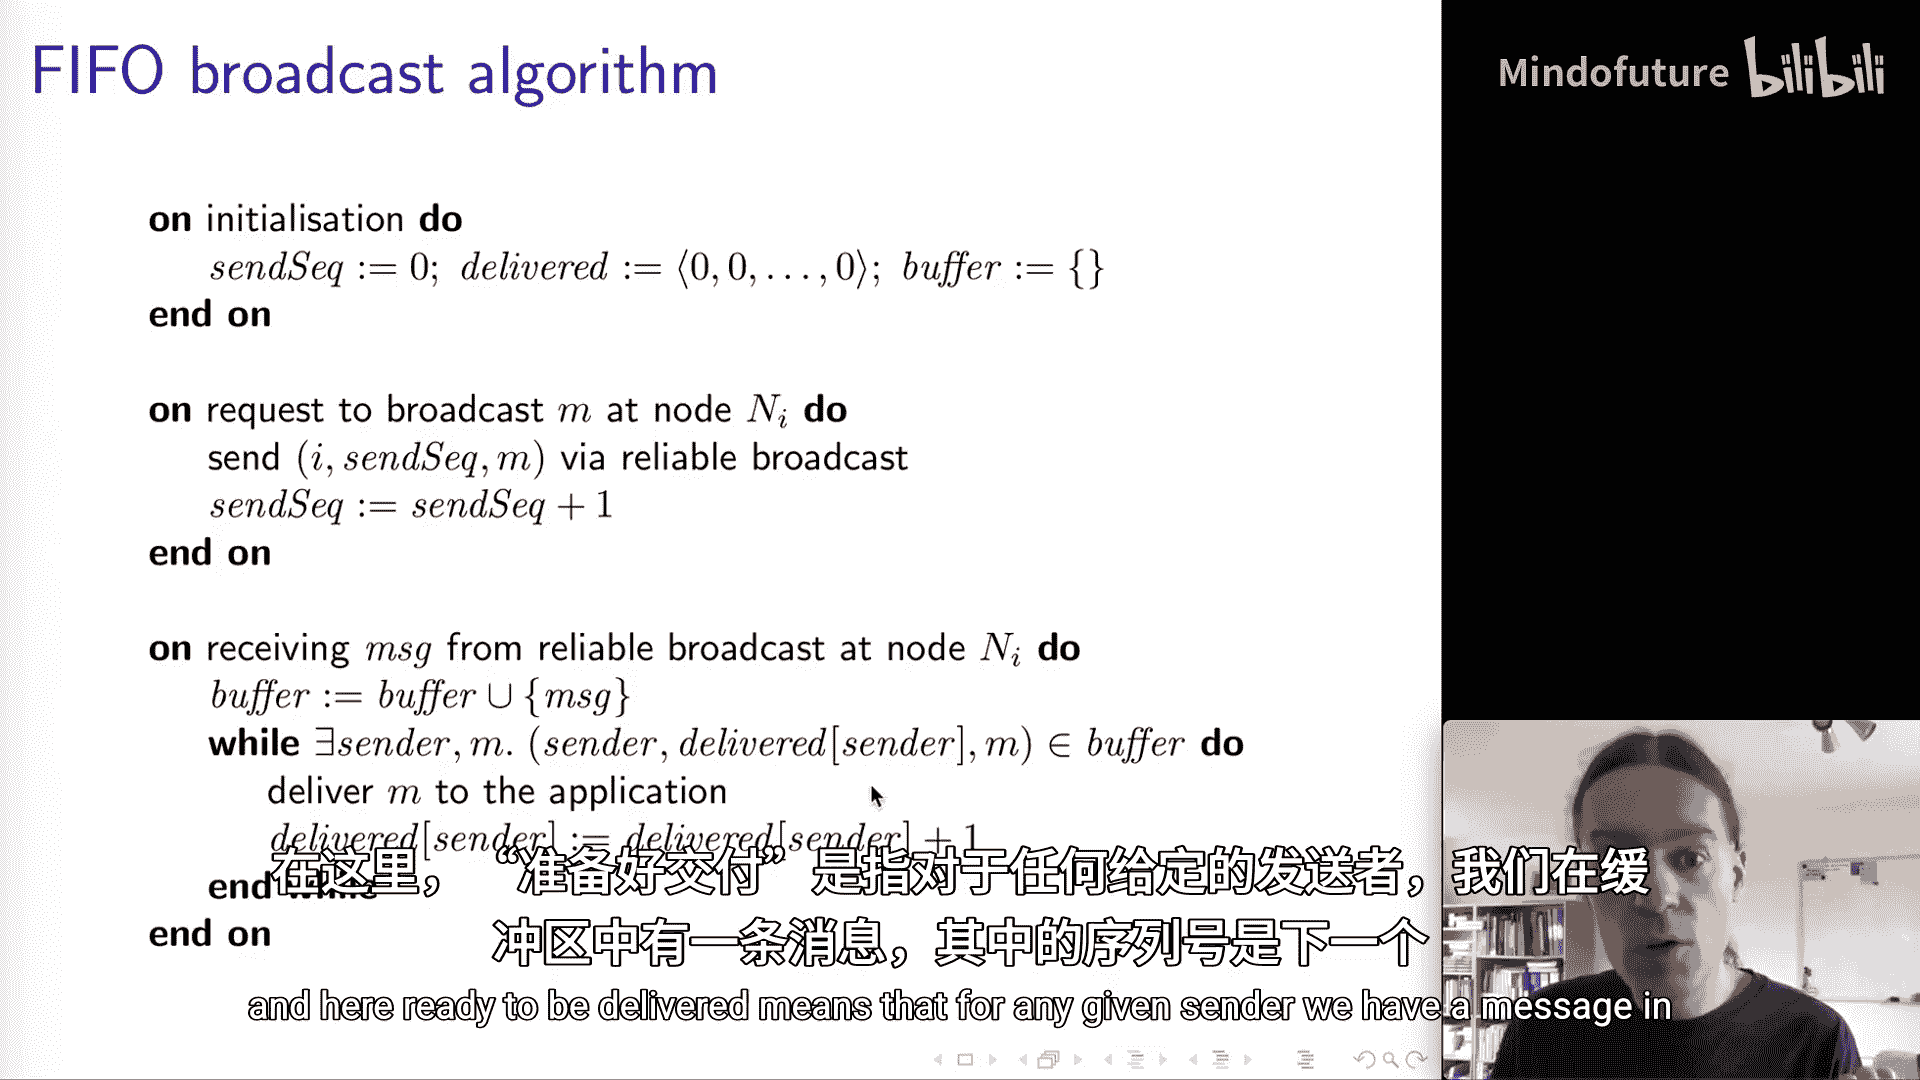 FIFO broadcast algorithm
Mindofuture bilibili
on initialisation do
sendSeq := 0; delivered := ⟨0, 0, . . . , 0⟩; buffer := {}
end on
on request to broadcast m at node Nᵢ do
send (i, sendSeq, m) via reliable broadcast
sendSeq := sendSeq + 1
end on
on receiving msg from reliable broadcast at node Nᵢ do
buffer := buffer ∪ {msg}
while ∃sender, m. (sender, delivered[sender], m) ∈ buffer do
deliver m to the application
delivered[sender] := delivered[sender] + 1
end while
end on
在这里，“准备好交付”是指对于任何给定的发送者，我们在缓
冲区中有一条消息，其中的序列号是下一个
and here ready to be delivered means that for any given sender we have a message in